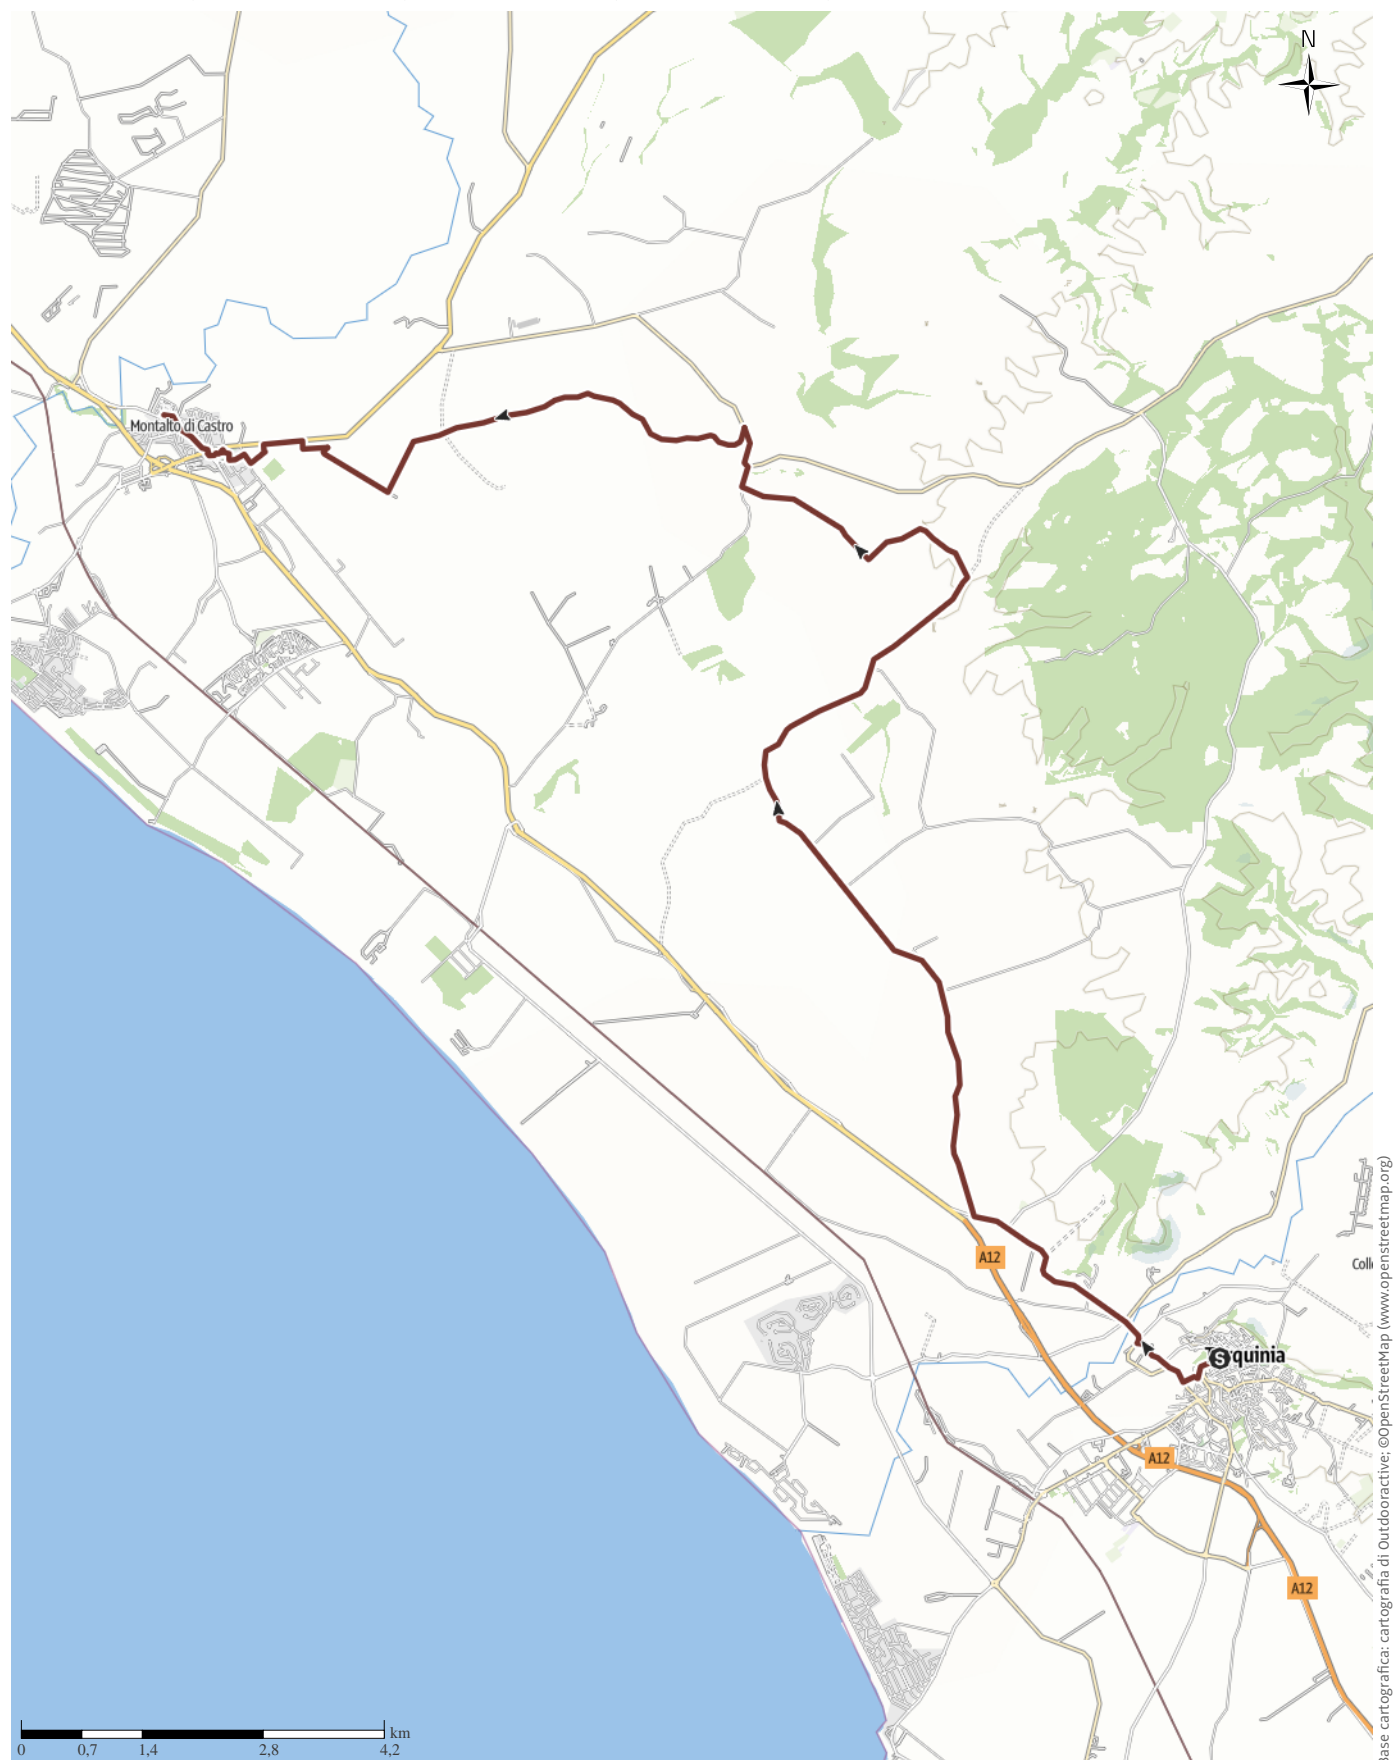 N
Montalto di Castro
A12
Coll
S
quinia
A12
A12
km
0 0,7 1,4 2,8 4,2
Base cartografica: cartografia di Outdooractive; ©OpenStreetMap (www.openstreetmap.org)